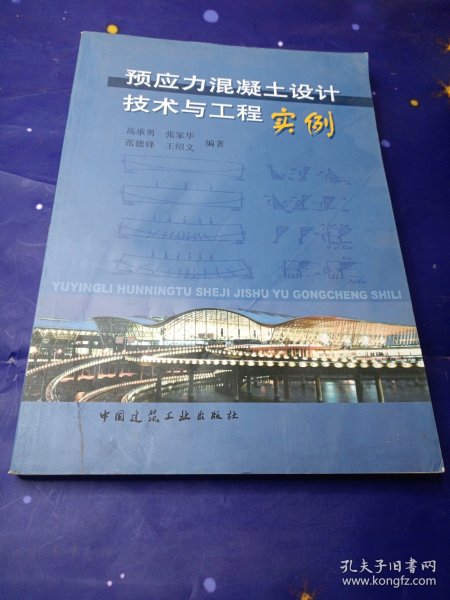 预应力混凝土设计
技术与工程实例
高承勇 张家华
张德锋 王绍义 编著
YUYINGLI HUNNINGTU SHEJI JISHU YU GONGCHENG SHILI
中国建筑工业出版社
孔夫子旧书网
www.kongfz.com